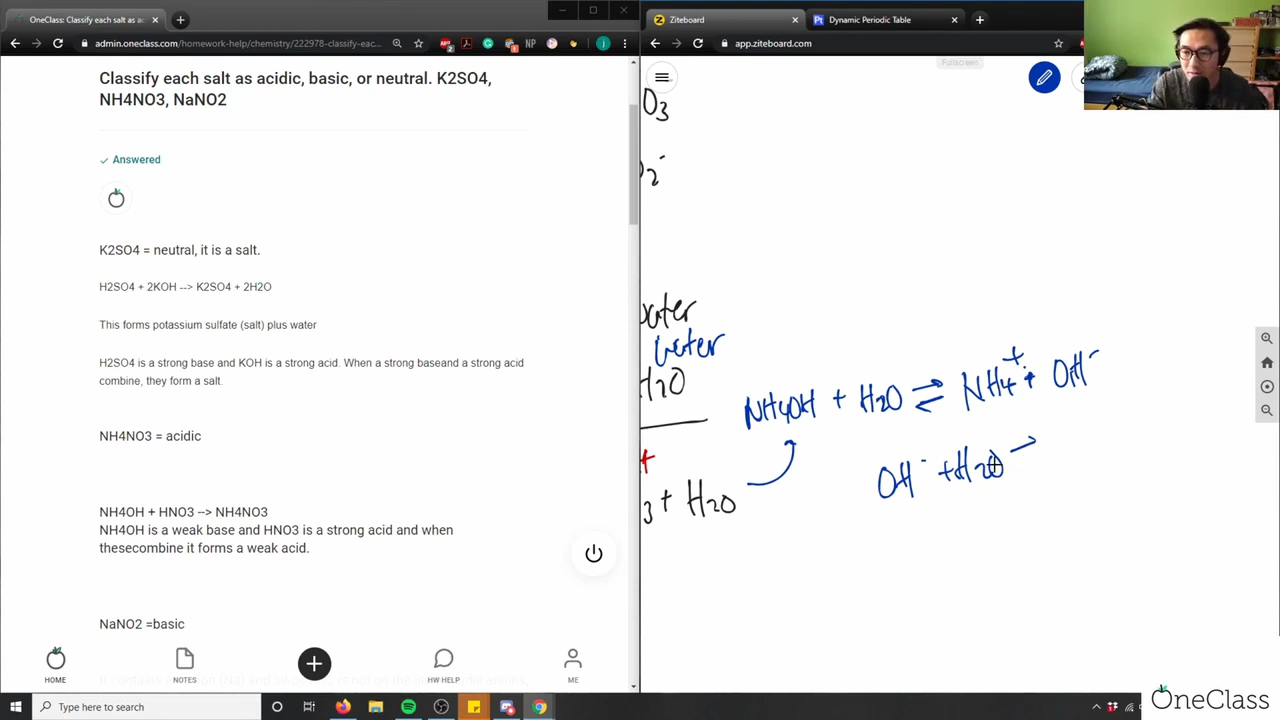 OneClass: Classify each salt as ac
admin.oneclass.com/homework-help/chemistry/222978-classify-eac...
NP
j
Classify each salt as acidic, basic, or neutral. K2SO4,
NH4NO3, NaNO2
Answered
K2SO4 = neutral, it is a salt.
H2SO4 + 2KOH --> K2SO4 + 2H2O
This forms potassium sulfate (salt) plus water
H2SO4 is a strong base and KOH is a strong acid. When a strong baseand a strong acid
combine, they form a salt.
NH4NO3 = acidic
NH4OH + HNO3 --> NH4NO3
NH4OH is a weak base and HNO3 is a strong acid and when
thesecombine it forms a weak acid.
NaNO2 =basic
HOME
NOTES
HW HELP
ME
Type here to search
Ziteboard
Dynamic Periodic Table
app.ziteboard.com
Fullscreen
O3
O2-
water
water
H2O
NH4OH + H2O ⇌ NH4+ + OH-
+
3 + H2O
OH- + H2O →
OneClass